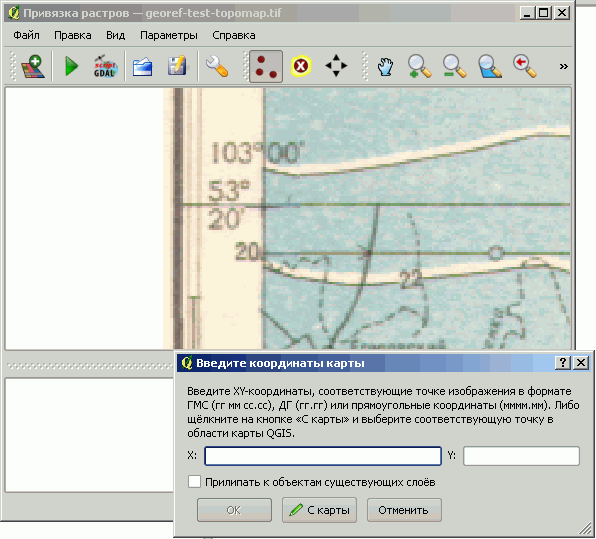 Привязка растров — georef-test-topomap.tif
Файл Правка Вид Параметры Справка
script
GDAL
»
103°00'
53°
20'
20
22
Введите координаты карты
Введите XY-координаты, соответствующие точке изображения в формате
ГМС (гг мм сс.сс), ДГ (гг.гг) или прямоугольные координаты (мммм.мм). Либо
щёлкните на кнопке «С карты» и выберите соответствующую точку в
области карты QGIS.
X: Y:
Прилипать к объектам существующих слоёв
OK С карты Отменить